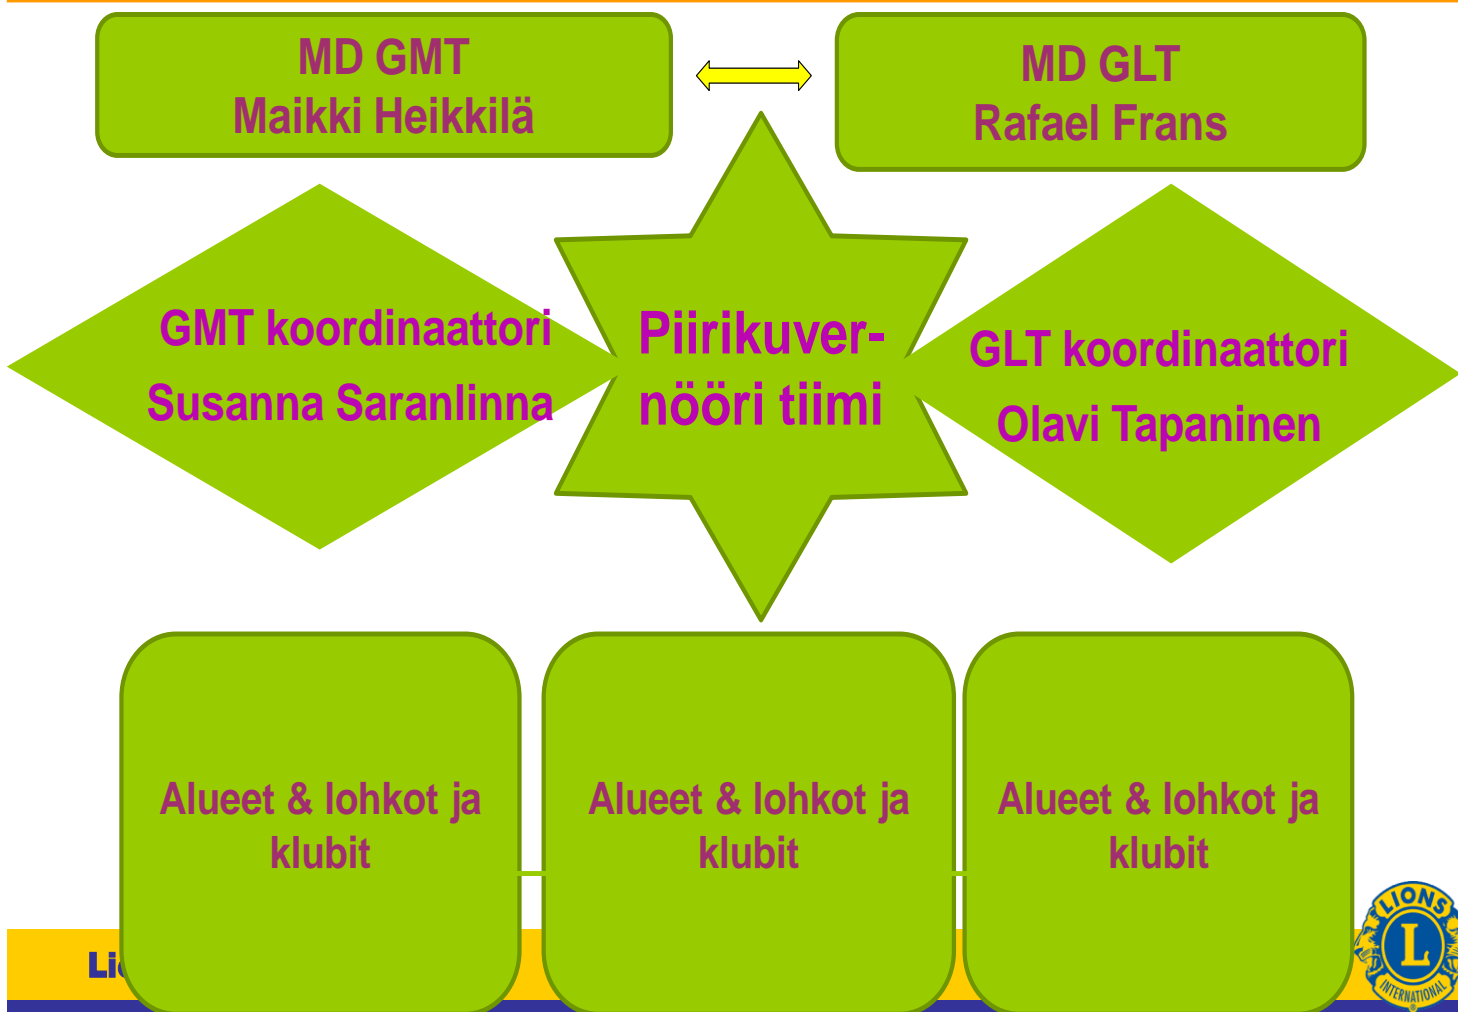 MD GMT
Maikki Heikkilä
MD GLT
Rafael Frans
GMT koordinaattori
Susanna Saranlinna
Piirikuver-
nööri tiimi
GLT koordinaattori
Olavi Tapaninen
Alueet & lohkot ja
klubit
Alueet & lohkot ja
klubit
Alueet & lohkot ja
klubit
LIONS
L
INTERNATIONAL